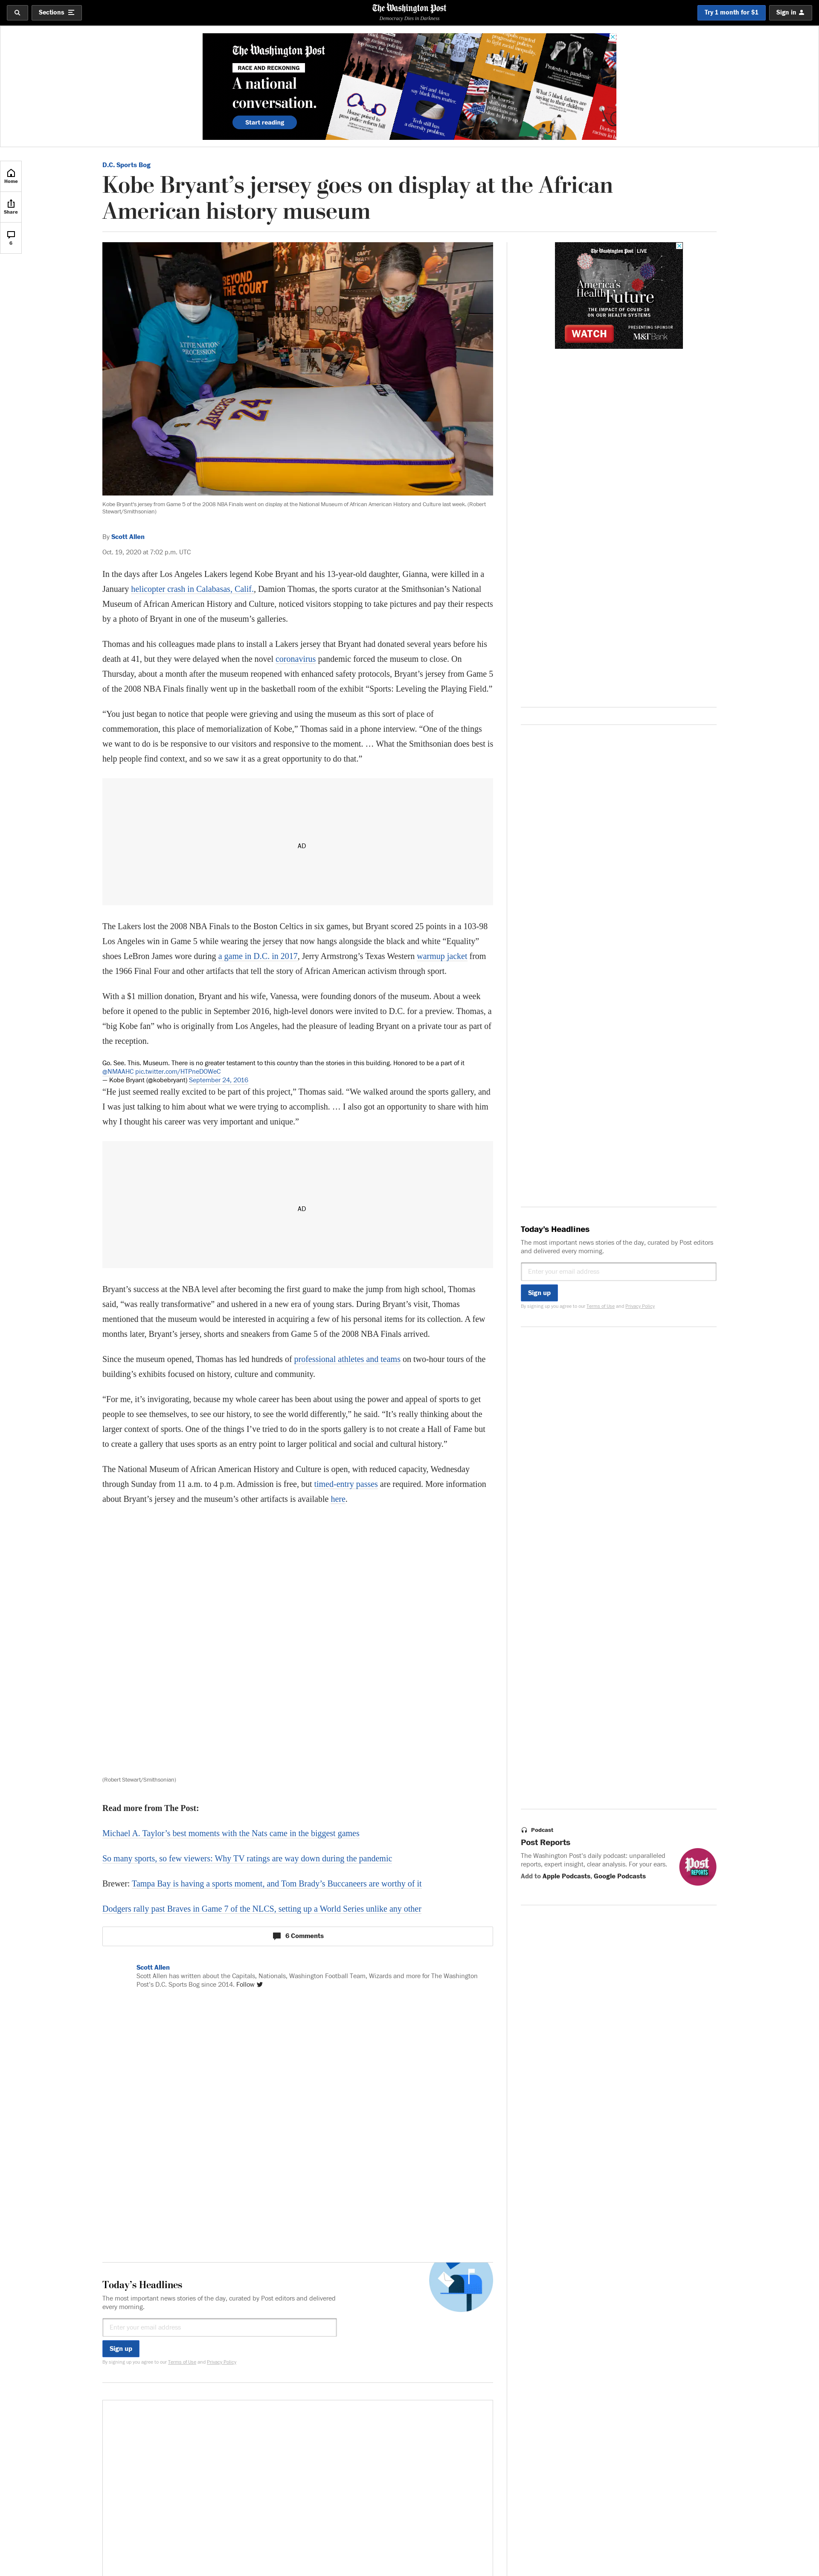 Sections
The Washington Post
Democracy Dies in Darkness
Try 1 month for $1
Sign in
The Washington Post
RACE AND RECKONING
A national
conversation.
Start reading
Home
Share
6
D.C. Sports Bog
Kobe Bryant’s jersey goes on display at the African
American history museum
BEYOND
THE COURT
LAKERS
24
The Washington Post LIVE
America's
Health Future
THE IMPACT OF COVID-19
ON OUR HEALTH SYSTEMS
WATCH
PRESENTING SPONSOR
M&T Bank
Kobe Bryant's jersey from Game 5 of the 2008 NBA Finals went on display at the National Museum of African American History and Culture last week. (Robert
Stewart/Smithsonian)
By Scott Allen
Oct. 19, 2020 at 7:02 p.m. UTC
In the days after Los Angeles Lakers legend Kobe Bryant and his 13-year-old daughter, Gianna, were killed in a
January helicopter crash in Calabasas, Calif., Damion Thomas, the sports curator at the Smithsonian’s National
Museum of African American History and Culture, noticed visitors stopping to take pictures and pay their respects
by a photo of Bryant in one of the museum’s galleries.
Thomas and his colleagues made plans to install a Lakers jersey that Bryant had donated several years before his
death at 41, but they were delayed when the novel coronavirus pandemic forced the museum to close. On
Thursday, about a month after the museum reopened with enhanced safety protocols, Bryant’s jersey from Game 5
of the 2008 NBA Finals finally went up in the basketball room of the exhibit “Sports: Leveling the Playing Field.”
“You just began to notice that people were grieving and using the museum as this sort of place of
commemoration, this place of memorialization of Kobe,” Thomas said in a phone interview. “One of the things
we want to do is be responsive to our visitors and responsive to the moment. … What the Smithsonian does best is
help people find context, and so we saw it as a great opportunity to do that.”
AD
The Lakers lost the 2008 NBA Finals to the Boston Celtics in six games, but Bryant scored 25 points in a 103-98
Los Angeles win in Game 5 while wearing the jersey that now hangs alongside the black and white “Equality”
shoes LeBron James wore during a game in D.C. in 2017, Jerry Armstrong’s Texas Western warmup jacket from
the 1966 Final Four and other artifacts that tell the story of African American activism through sport.
With a $1 million donation, Bryant and his wife, Vanessa, were founding donors of the museum. About a week
before it opened to the public in September 2016, high-level donors were invited to D.C. for a preview. Thomas, a
“big Kobe fan” who is originally from Los Angeles, had the pleasure of leading Bryant on a private tour as part of
the reception.
Go. See. This. Museum. There is no greater testament to this country than the stories in this building. Honored to be a part of it
@NMAAHC pic.twitter.com/HTPneDOWeC
— Kobe Bryant (@kobebryant) September 24, 2016
“He just seemed really excited to be part of this project,” Thomas said. “We walked around the sports gallery, and
I was just talking to him about what we were trying to accomplish. … I also got an opportunity to share with him
why I thought his career was very important and unique.”
AD
Today’s Headlines
The most important news stories of the day, curated by Post editors
and delivered every morning.
Enter your email address
Sign up
By signing up you agree to our Terms of Use and Privacy Policy
Bryant’s success at the NBA level after becoming the first guard to make the jump from high school, Thomas
said, “was really transformative” and ushered in a new era of young stars. During Bryant’s visit, Thomas
mentioned that the museum would be interested in acquiring a few of his personal items for its collection. A few
months later, Bryant’s jersey, shorts and sneakers from Game 5 of the 2008 NBA Finals arrived.
Since the museum opened, Thomas has led hundreds of professional athletes and teams on two-hour tours of the
building’s exhibits focused on history, culture and community.
“For me, it’s invigorating, because my whole career has been about using the power and appeal of sports to get
people to see themselves, to see our history, to see the world differently,” he said. “It’s really thinking about the
larger context of sports. One of the things I’ve tried to do in the sports gallery is to not create a Hall of Fame but
to create a gallery that uses sports as an entry point to larger political and social and cultural history.”
The National Museum of African American History and Culture is open, with reduced capacity, Wednesday
through Sunday from 11 a.m. to 4 p.m. Admission is free, but timed-entry passes are required. More information
about Bryant’s jersey and the museum’s other artifacts is available here.
(Robert Stewart/Smithsonian)
Read more from The Post:
Michael A. Taylor’s best moments with the Nats came in the biggest games
So many sports, so few viewers: Why TV ratings are way down during the pandemic
Brewer: Tampa Bay is having a sports moment, and Tom Brady’s Buccaneers are worthy of it
Dodgers rally past Braves in Game 7 of the NLCS, setting up a World Series unlike any other
6 Comments
Podcast
Post Reports
The Washington Post's daily podcast: unparalleled
reports, expert insight, clear analysis. For your ears.
Add to Apple Podcasts, Google Podcasts
Post
REPORTS
Scott Allen
Scott Allen has written about the Capitals, Nationals, Washington Football Team, Wizards and more for The Washington
Post's D.C. Sports Bog since 2014. Follow
Today’s Headlines
The most important news stories of the day, curated by Post editors and delivered
every morning.
Enter your email address
Sign up
By signing up you agree to our Terms of Use and Privacy Policy